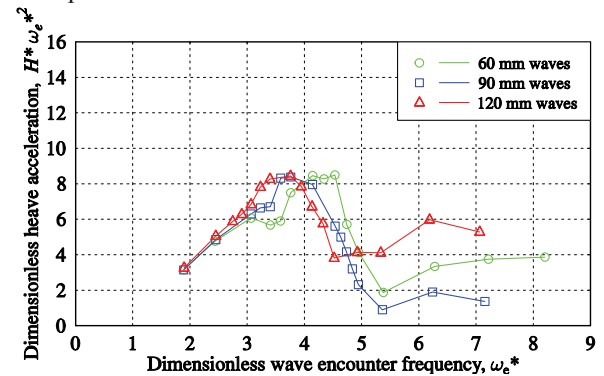 Dimensionless heave acceleration, H* ωe*²
16
14
12
10
8
6
4
2
0
0 1 2 3 4 5 6 7 8 9
Dimensionless wave encounter frequency, ωe*
60 mm waves
90 mm waves
120 mm waves